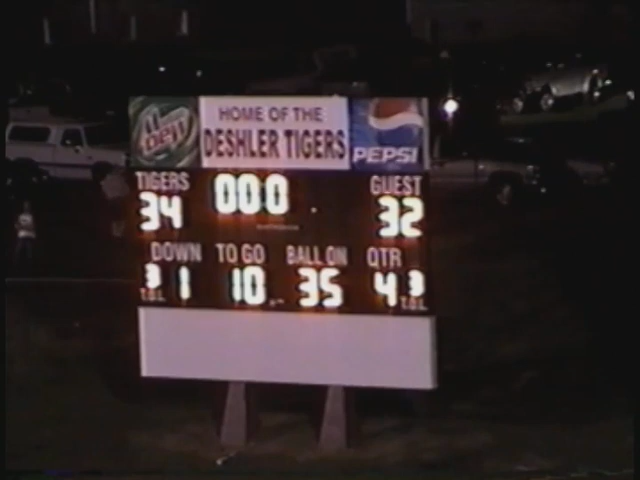 Mtn Dew
HOME OF THE
DESHLER TIGERS
PEPSI
TIGERS 00:0 GUEST
34 32
DOWN TO GO BALL ON QTR
3 1 10 35 4 3
T.O.L. T.O.L.